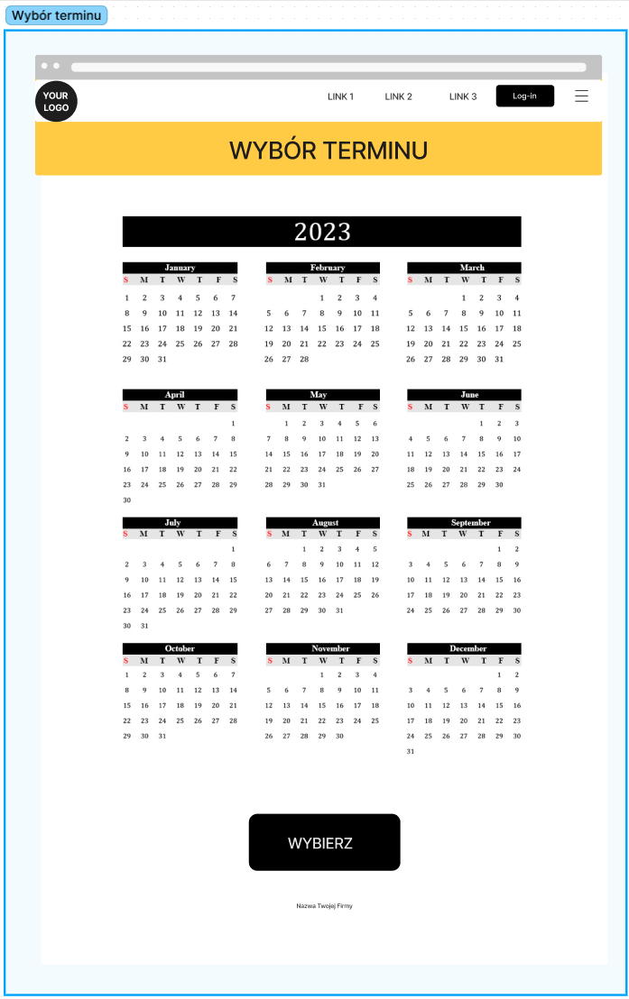 Wybór terminu
YOUR
LOGO
LINK 1 LINK 2 LINK 3 Log-in
WYBÓR TERMINU
2023
January February March
S M T W T F S S M T W T F S S M T W T F S
1 2 3 4 5 6 7 1 2 3 4 1 2 3 4
8 9 10 11 12 13 14 5 6 7 8 9 10 11 5 6 7 8 9 10 11
15 16 17 18 19 20 21 12 13 14 15 16 17 18 12 13 14 15 16 17 18
22 23 24 25 26 27 28 19 20 21 22 23 24 25 19 20 21 22 23 24 25
29 30 31 26 27 28 26 27 28 29 30 31
April May June
S M T W T F S S M T W T F S S M T W T F S
1 1 2 3 4 5 6 1 2 3
2 3 4 5 6 7 8 7 8 9 10 11 12 13 4 5 6 7 8 9 10
9 10 11 12 13 14 15 14 15 16 17 18 19 20 11 12 13 14 15 16 17
16 17 18 19 20 21 22 21 22 23 24 25 26 27 18 19 20 21 22 23 24
23 24 25 26 27 28 29 28 29 30 31 25 26 27 28 29 30
30
July August September
S M T W T F S S M T W T F S S M T W T F S
1 1 2 3 4 5 1 2
2 3 4 5 6 7 8 6 7 8 9 10 11 12 3 4 5 6 7 8 9
9 10 11 12 13 14 15 13 14 15 16 17 18 19 10 11 12 13 14 15 16
16 17 18 19 20 21 22 20 21 22 23 24 25 26 17 18 19 20 21 22 23
23 24 25 26 27 28 29 27 28 29 30 31 24 25 26 27 28 29 30
30 31
October November December
S M T W T F S S M T W T F S S M T W T F S
1 2 3 4 5 6 7 1 2 3 4 1 2
8 9 10 11 12 13 14 5 6 7 8 9 10 11 3 4 5 6 7 8 9
15 16 17 18 19 20 21 12 13 14 15 16 17 18 10 11 12 13 14 15 16
22 23 24 25 26 27 28 19 20 21 22 23 24 25 17 18 19 20 21 22 23
29 30 31 26 27 28 29 30 24 25 26 27 28 29 30
31
WYBIERZ
Nazwa Twojej Firmy